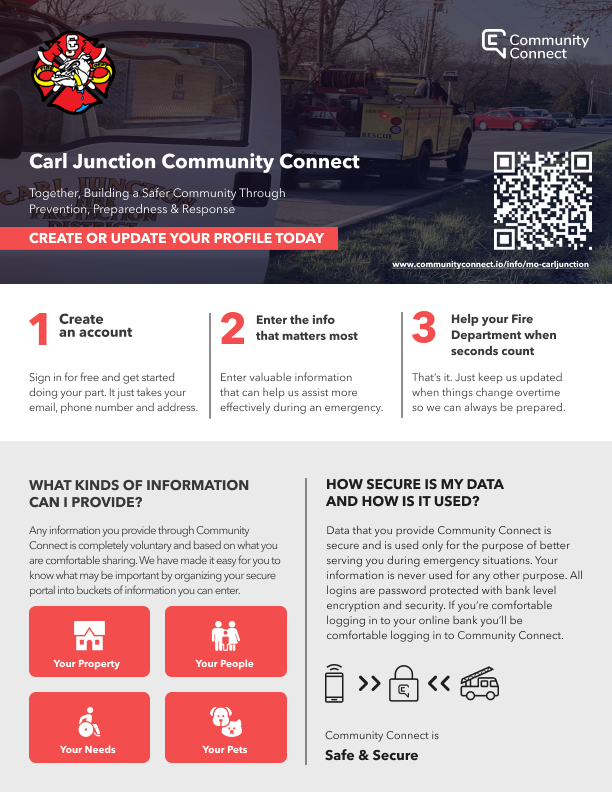 Community
Connect
FIRE
DEPT
RESCUE
CARL JUNCTION
FIRE
PROTECTION
DISTRICT
Carl Junction Community Connect
Together, Building a Safer Community Through
Prevention, Preparedness & Response
CREATE OR UPDATE YOUR PROFILE TODAY
www.communityconnect.io/info/mo-carljunction
1 Create
an account
Sign in for free and get started
doing your part. It just takes your
email, phone number and address.
2 Enter the info
that matters most
Enter valuable information
that can help us assist more
effectively during an emergency.
3 Help your Fire
Department when
seconds count
That's it. Just keep us updated
when things change overtime
so we can always be prepared.
WHAT KINDS OF INFORMATION
CAN I PROVIDE?
Any information you provide through Community
Connect is completely voluntary and based on what you
are comfortable sharing. We have made it easy for you to
know what may be important by organizing your secure
portal into buckets of information you can enter.
Your Property
Your People
Your Needs
Your Pets
HOW SECURE IS MY DATA
AND HOW IS IT USED?
Data that you provide Community Connect is
secure and is used only for the purpose of better
serving you during emergency situations. Your
information is never used for any other purpose. All
logins are password protected with bank level
encryption and security. If you're comfortable
logging in to your online bank you'll be
comfortable logging in to Community Connect.
Community Connect is
Safe & Secure